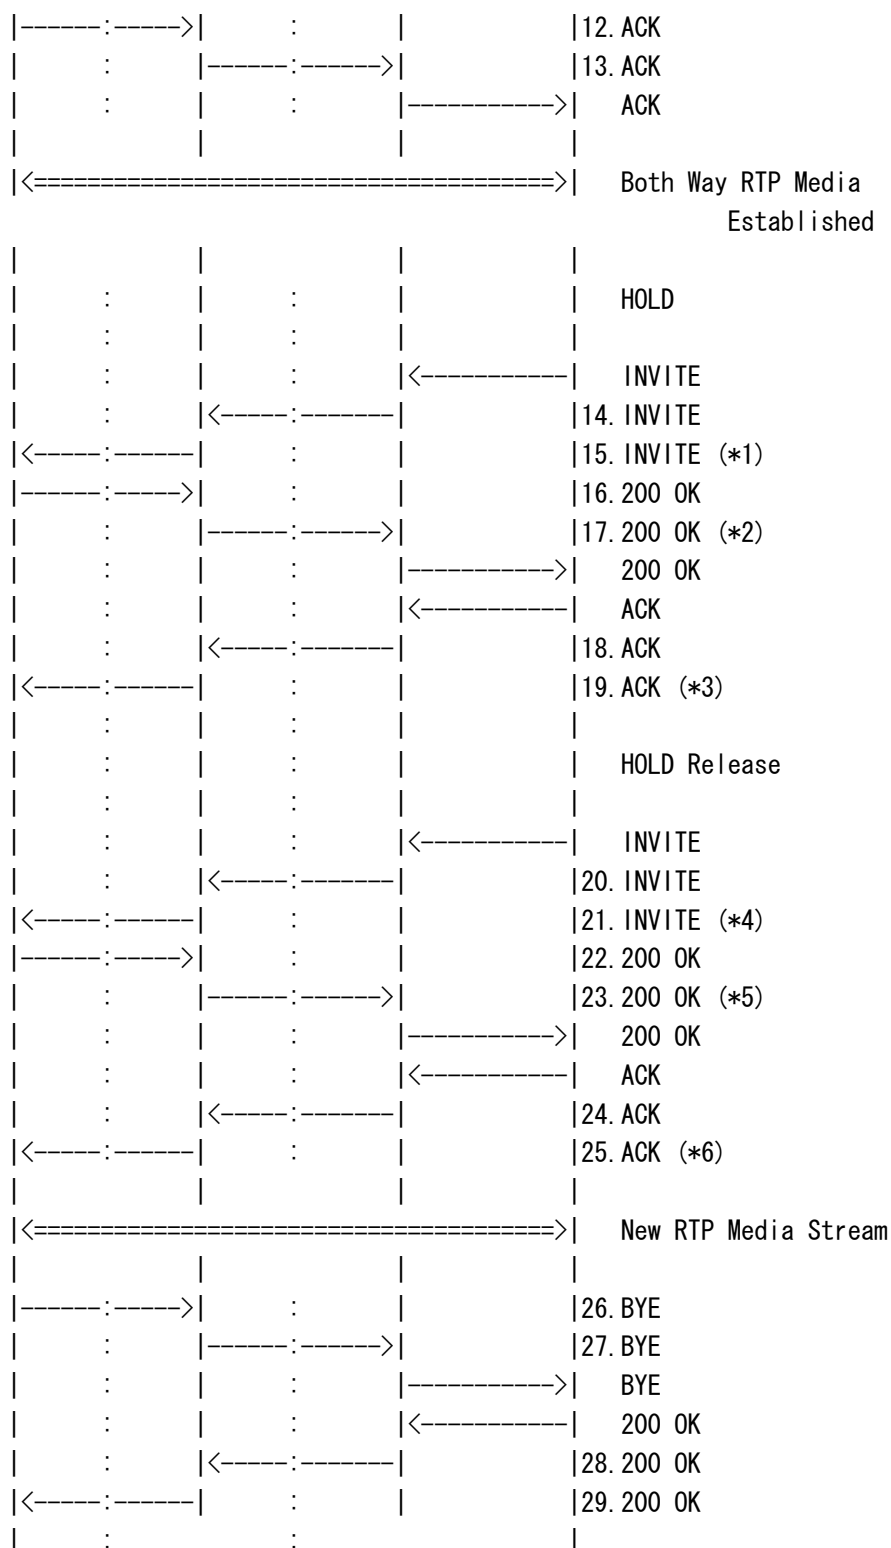 |------:----->|      :       |            |12.ACK
|      :      |------:------>|            |13.ACK
|      :      |      :       |----------->|   ACK
|             |              |            |
|<=======================================>|   Both Way RTP Media
Established
|             |              |            |
|      :      |      :       |            |   HOLD
|      :      |      :       |            |
|      :      |      :       |<-----------|   INVITE
|      :      |<-----:-------|            |14.INVITE
|<-----:------|      :       |            |15.INVITE (*1)
|------:----->|      :       |            |16.200 OK
|      :      |------:------>|            |17.200 OK (*2)
|      :      |      :       |----------->|   200 OK
|      :      |      :       |<-----------|   ACK
|      :      |<-----:-------|            |18.ACK
|<-----:------|      :       |            |19.ACK (*3)
|      :      |      :       |            |
|      :      |      :       |            |   HOLD Release
|      :      |      :       |            |
|      :      |      :       |<-----------|   INVITE
|      :      |<-----:-------|            |20.INVITE
|<-----:------|      :       |            |21.INVITE (*4)
|------:----->|      :       |            |22.200 OK
|      :      |------:------>|            |23.200 OK (*5)
|      :      |      :       |----------->|   200 OK
|      :      |      :       |<-----------|   ACK
|      :      |<-----:-------|            |24.ACK
|<-----:------|      :       |            |25.ACK (*6)
|             |              |            |
|<=======================================>|   New RTP Media Stream
|             |              |            |
|------:----->|      :       |            |26.BYE
|      :      |------:------>|            |27.BYE
|      :      |      :       |----------->|   BYE
|      :      |      :       |<-----------|   200 OK
|      :      |<-----:-------|            |28.200 OK
|<-----:------|      :       |            |29.200 OK
|      :             :                    |